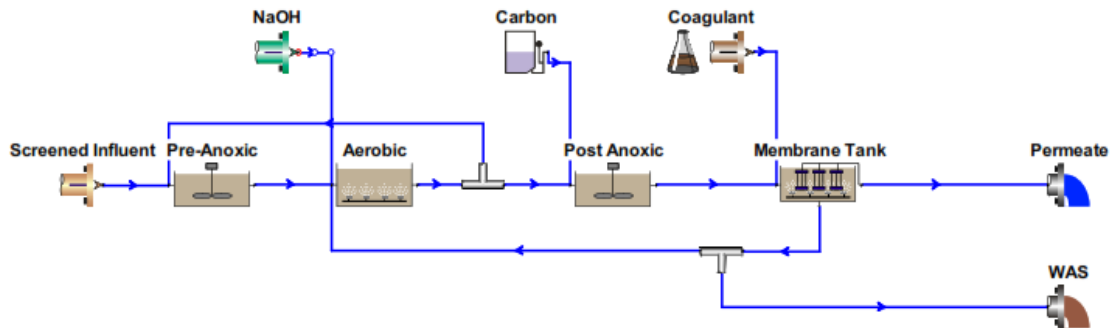 NaOH
Carbon
Coagulant
Screened Influent
Pre-Anoxic
Aerobic
Post Anoxic
Membrane Tank
Permeate
WAS